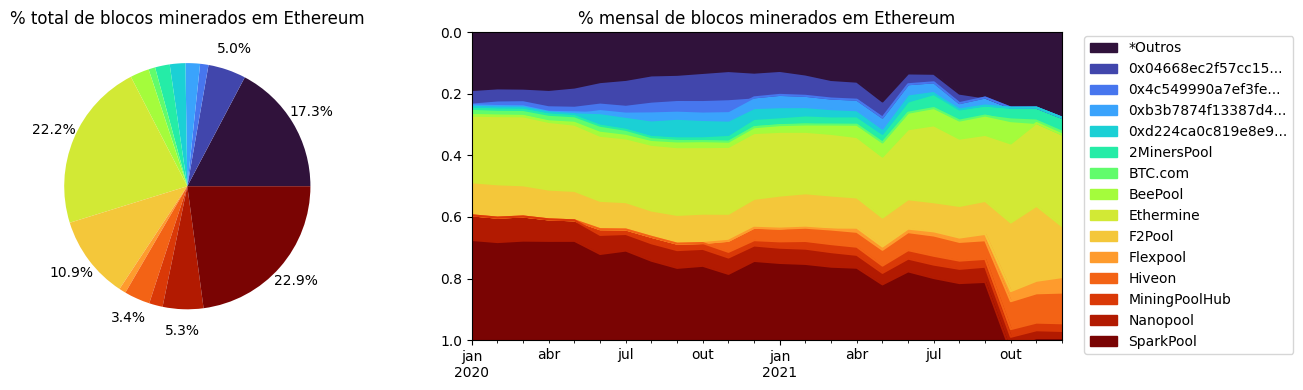 % total de blocos minerados em Ethereum
5.0%
17.3%
22.2%
10.9%
3.4%
5.3%
22.9%
% mensal de blocos minerados em Ethereum
0.0
0.2
0.4
0.6
0.8
1.0
jan
2020
abr
jul
out
jan
2021
abr
jul
out
*Outros
0x04668ec2f57cc15...
0x4c549990a7ef3fe...
0xb3b7874f13387d4...
0xd224ca0c819e8e9...
2MinersPool
BTC.com
BeePool
Ethermine
F2Pool
Flexpool
Hiveon
MiningPoolHub
Nanopool
SparkPool